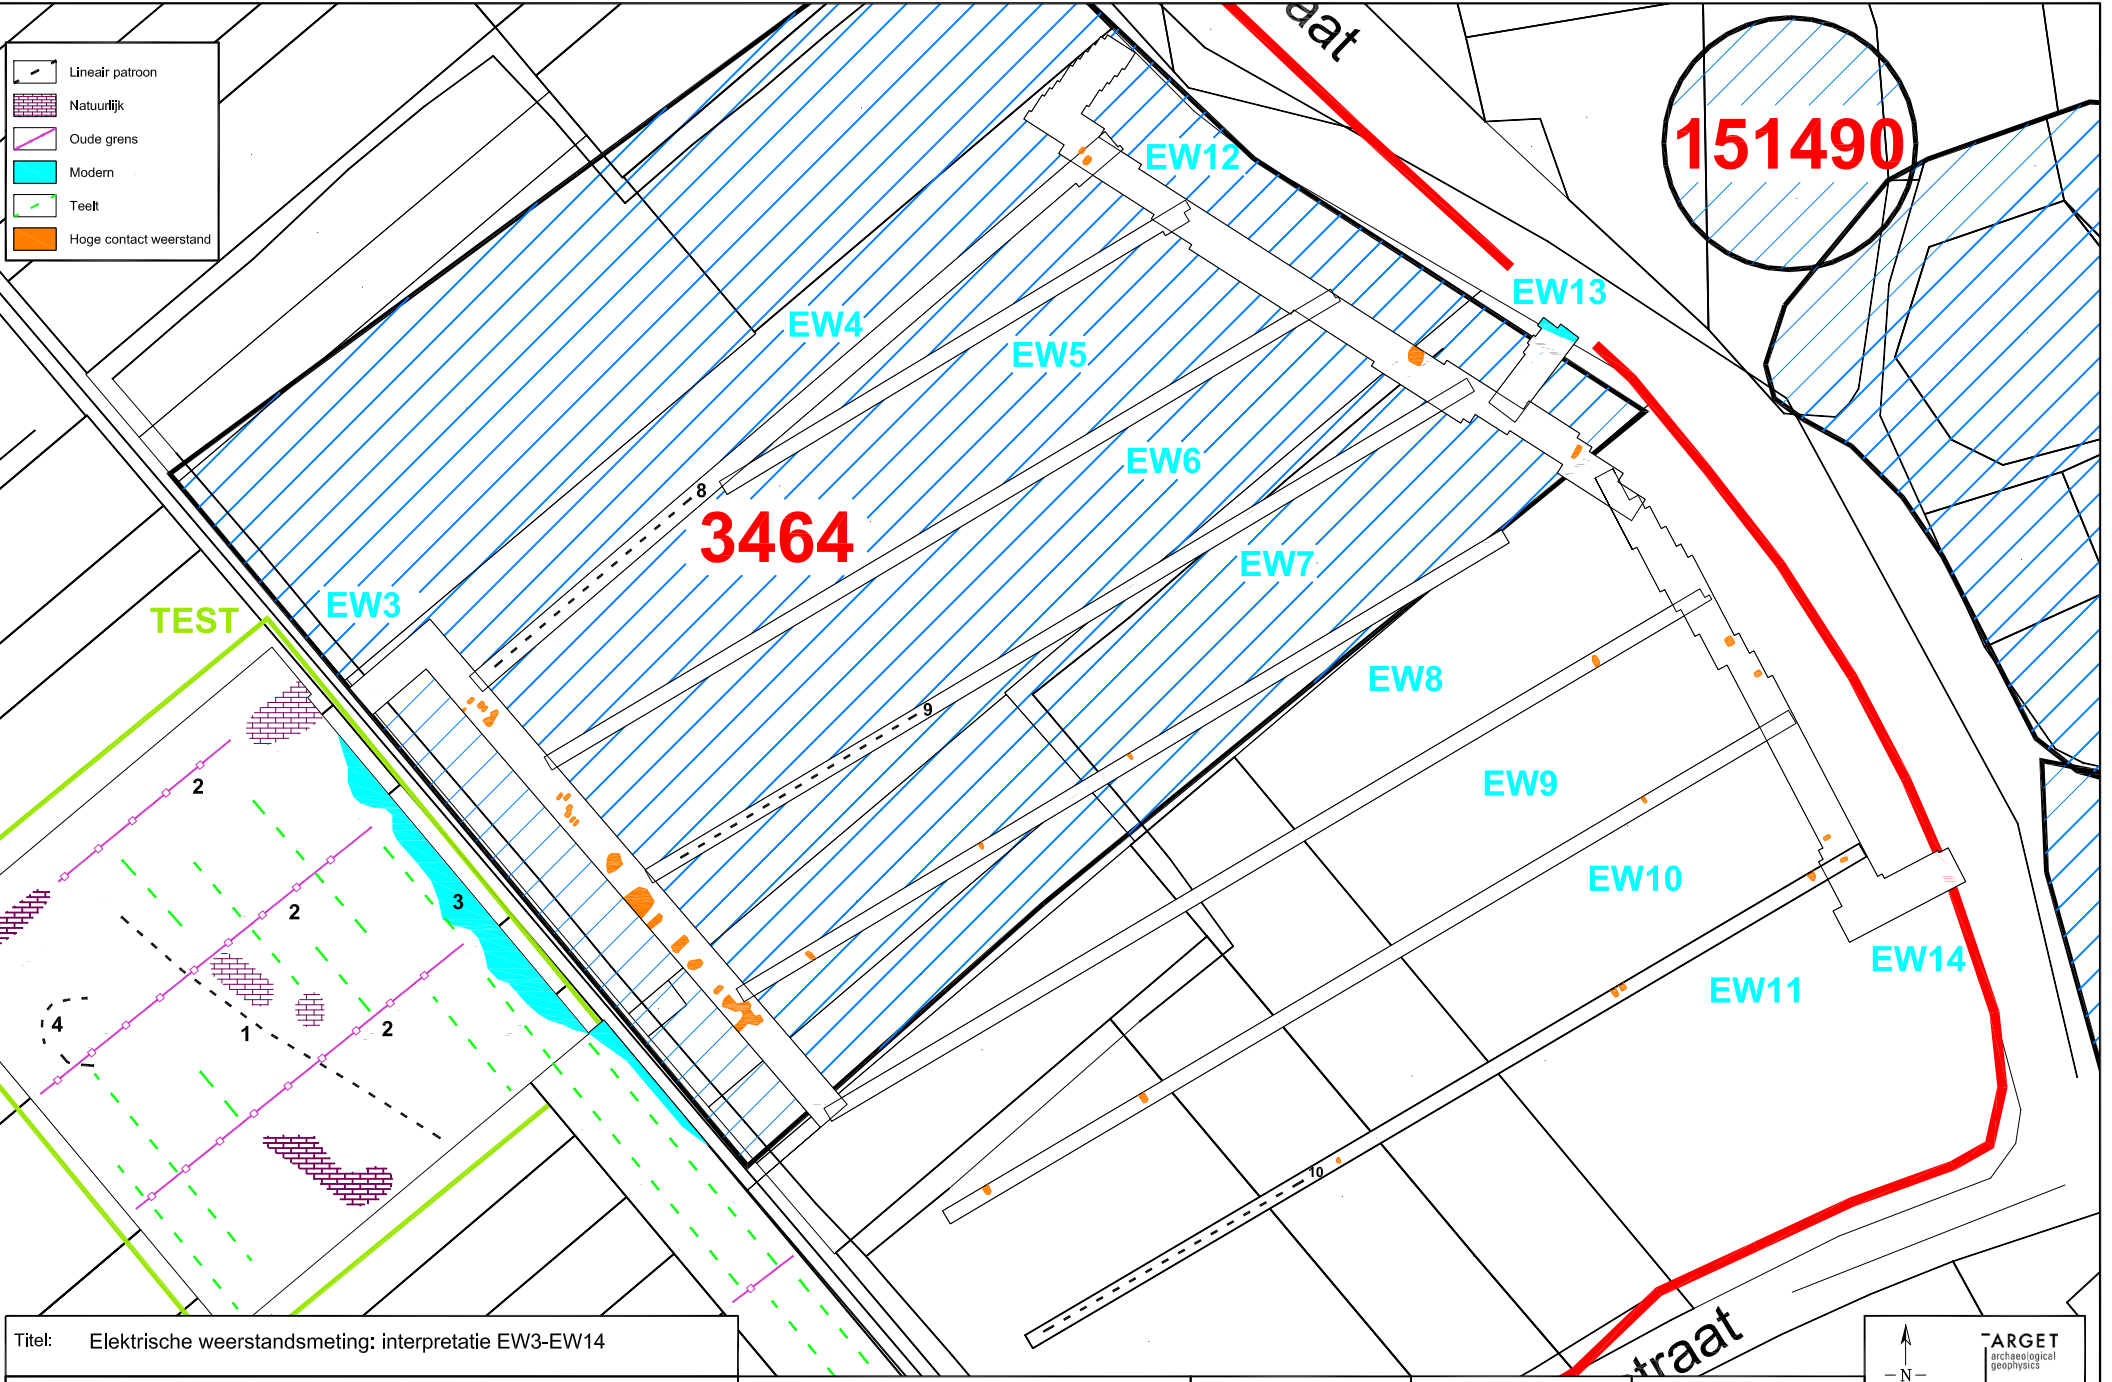 aat
151490
Lineair patroon
Natuurlijk
Oude grens
Modern
Teelt
Hoge contact weerstand
EW12
EW13
EW4
EW5
EW6
8
3464
EW7
EW3
TEST
EW8
9
2
EW9
3
EW10
2
EW14
EW11
4
1
2
10
Titel: Elektrische weerstandsmeting: interpretatie EW3-EW14
traat
N
TARGET
archaeological
geophysics